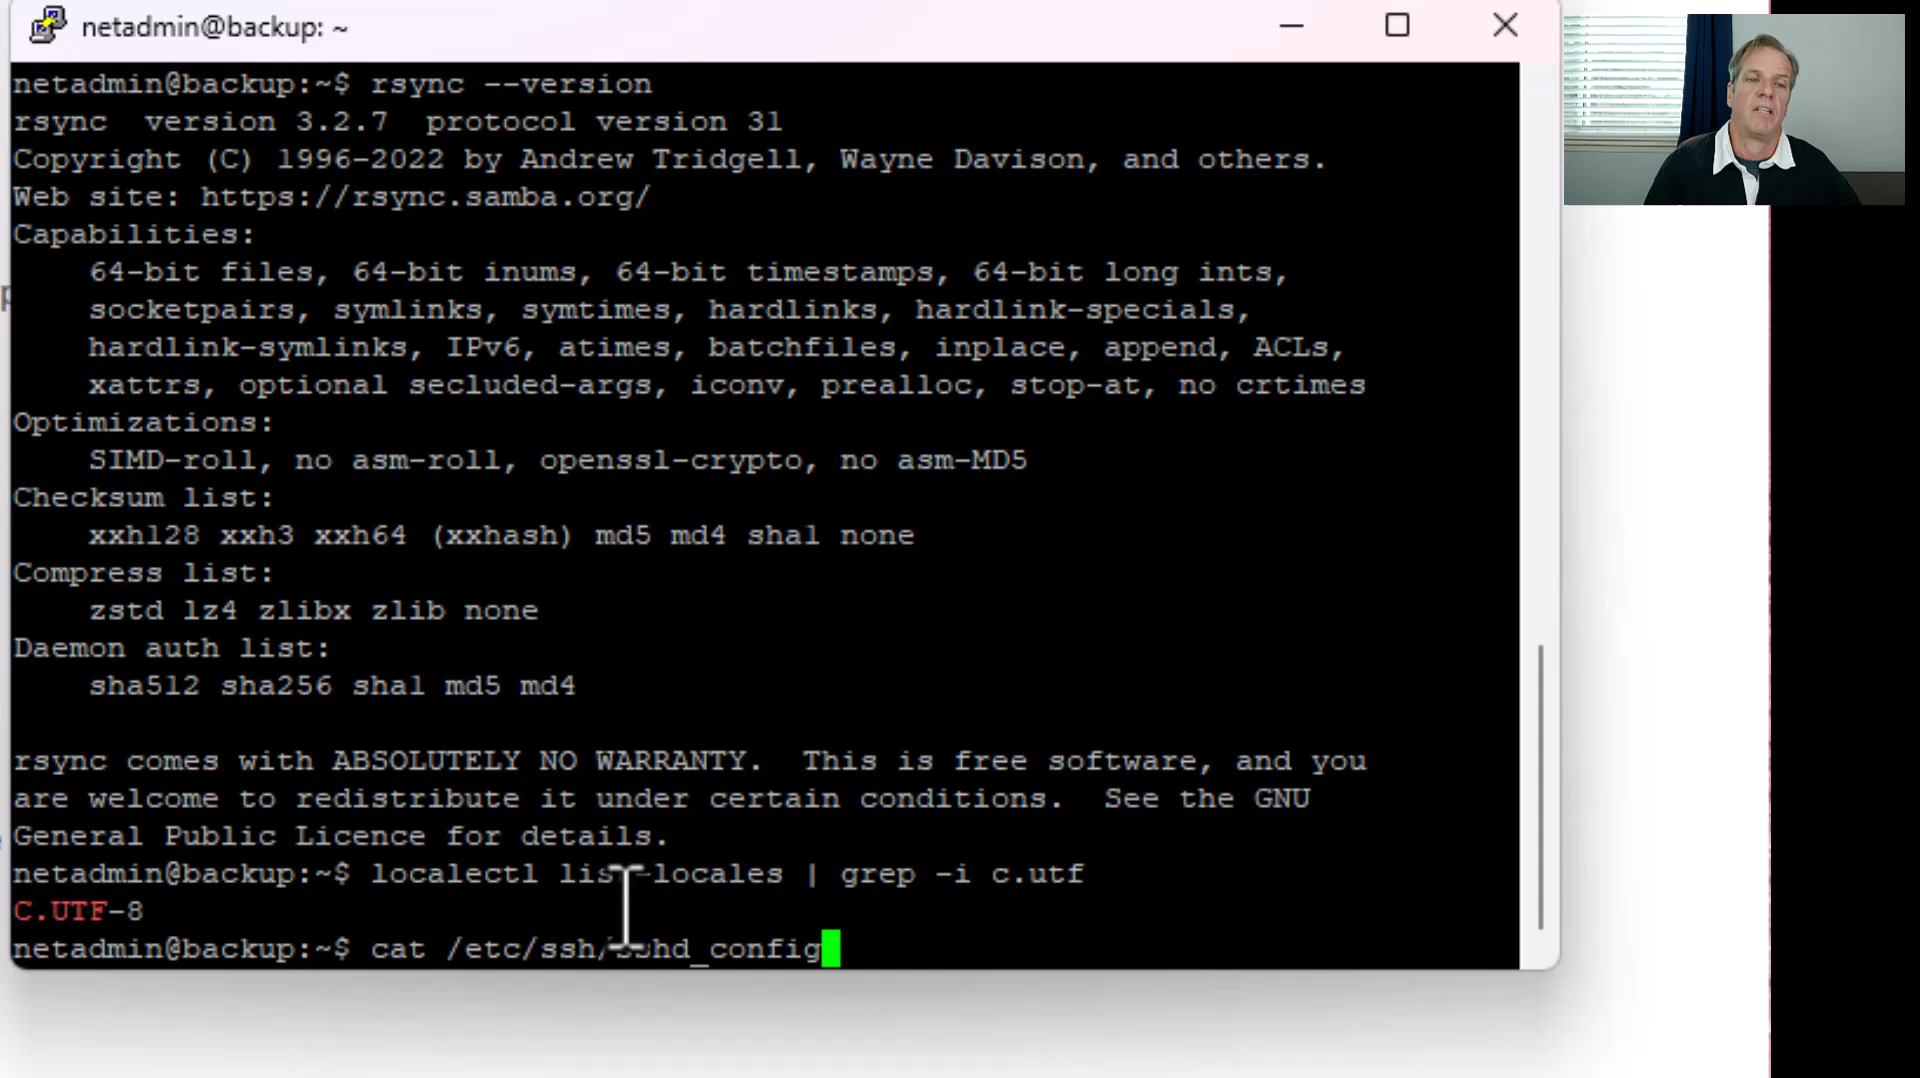 netadmin@backup: ~
netadmin@backup:~$ rsync --version
rsync  version 3.2.7  protocol version 31
Copyright (C) 1996-2022 by Andrew Tridgell, Wayne Davison, and others.
Web site: https://rsync.samba.org/
Capabilities:
    64-bit files, 64-bit inums, 64-bit timestamps, 64-bit long ints,
    socketpairs, symlinks, symtimes, hardlinks, hardlink-specials,
    hardlink-symlinks, IPv6, atimes, batchfiles, inplace, append, ACLs,
    xattrs, optional secluded-args, iconv, prealloc, stop-at, no crtimes
Optimizations:
    SIMD-roll, no asm-roll, openssl-crypto, no asm-MD5
Checksum list:
    xxh128 xxh3 xxh64 (xxhash) md5 md4 sha1 none
Compress list:
    zstd lz4 zlibx zlib none
Daemon auth list:
    sha512 sha256 sha1 md5 md4
rsync comes with ABSOLUTELY NO WARRANTY.  This is free software, and you
are welcome to redistribute it under certain conditions.  See the GNU
General Public Licence for details.
netadmin@backup:~$ localectl list-locales | grep -i c.utf
C.UTF-8
netadmin@backup:~$ cat /etc/ssh/sshd_config